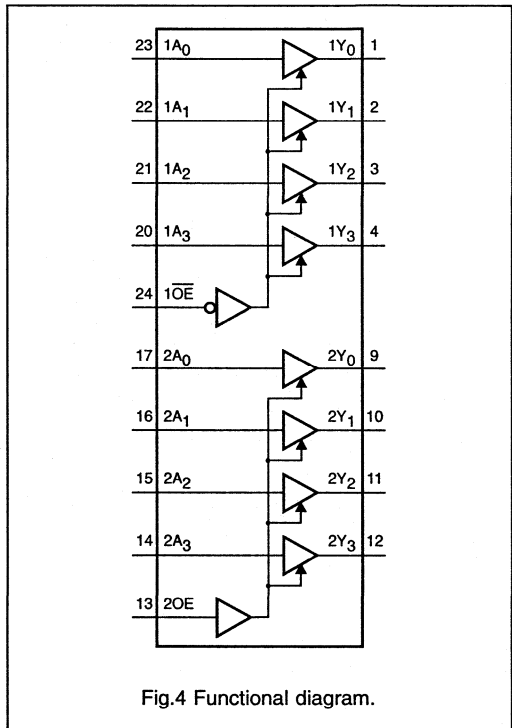 23 1A0 1Y0 1
22 1A1 1Y1 2
21 1A2 1Y2 3
20 1A3 1Y3 4
24 1O̅E̅
17 2A0 2Y0 9
16 2A1 2Y1 10
15 2A2 2Y2 11
14 2A3 2Y3 12
13 2OE
Fig.4 Functional diagram.